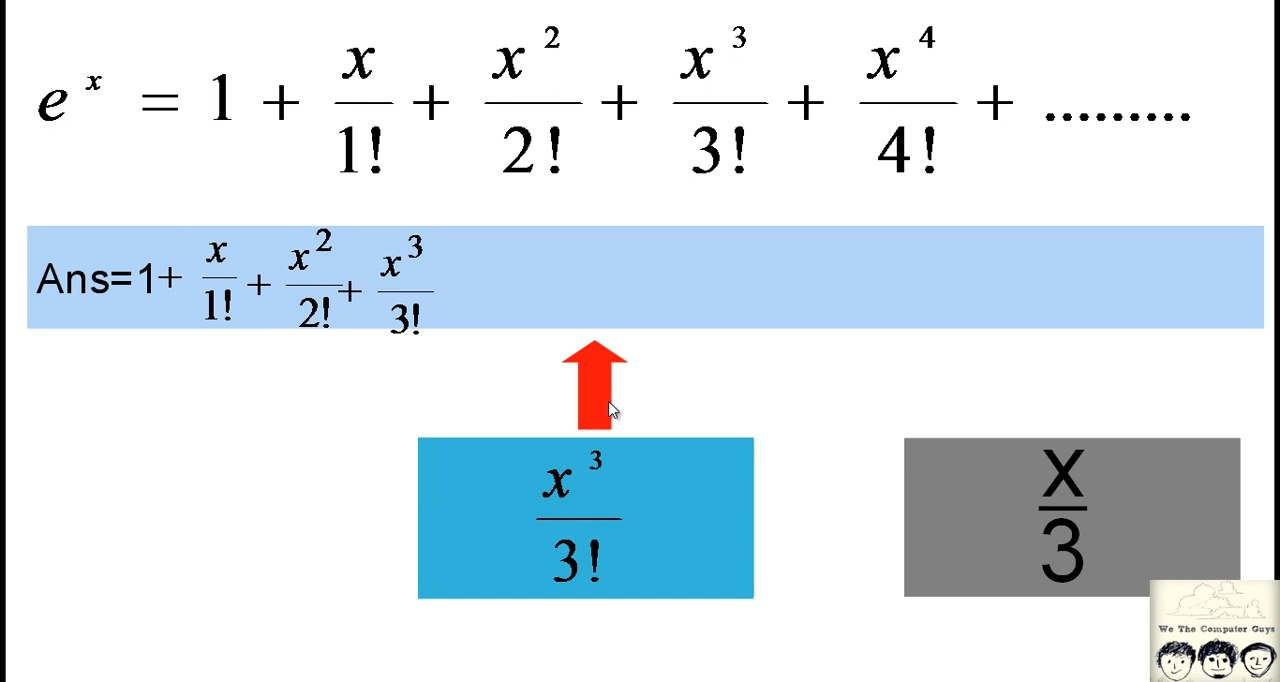 e^x = 1 + x/1! + x^2/2! + x^3/3! + x^4/4! + .........
Ans=1+ x/1! + x^2/2! + x^3/3!
x^3/3!
x/3
We The Computer Guys